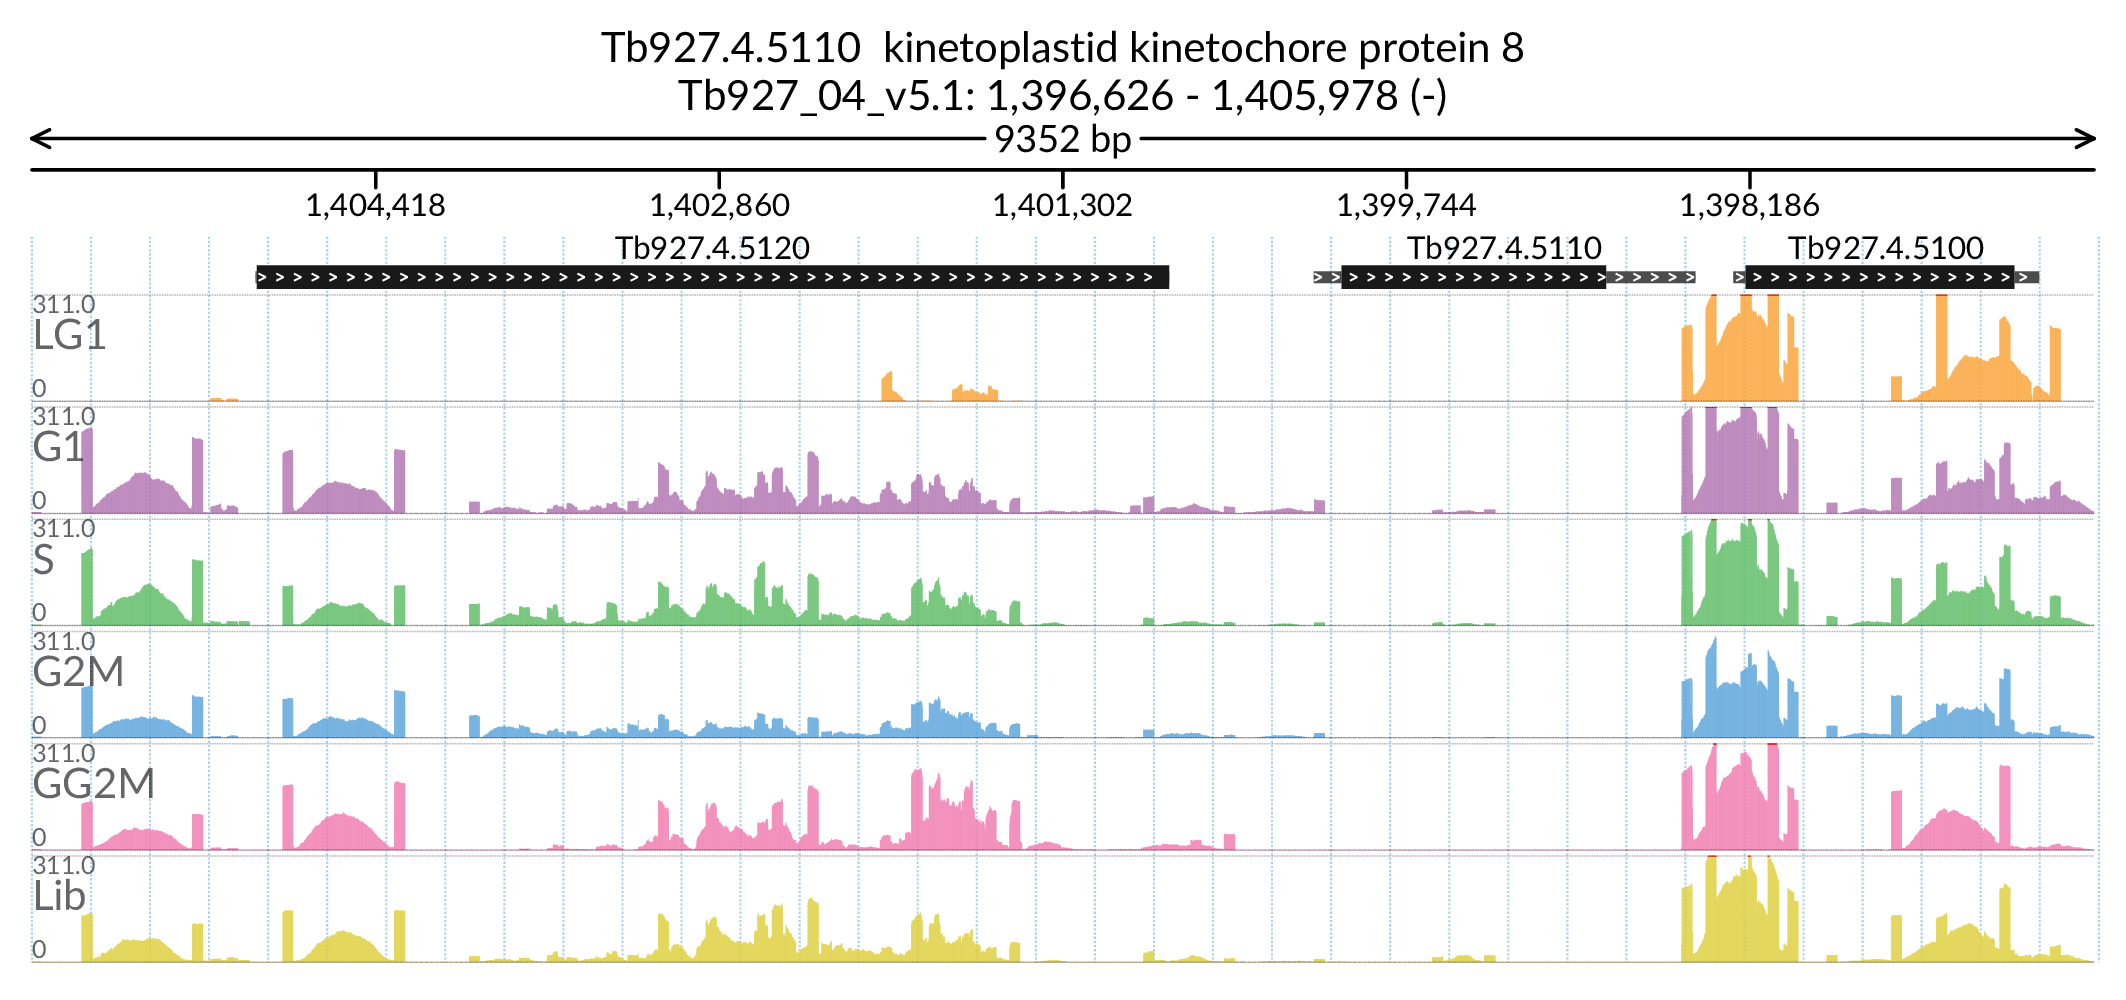 Tb927.4.5110 kinetoplastid kinetochore protein 8
Tb927_04_v5.1: 1,396,626 - 1,405,978 (-)
9352 bp
1,404,418 1,402,860 1,401,302 1,399,744 1,398,186
Tb927.4.5120 Tb927.4.5110 Tb927.4.5100
311.0
LG1
0
311.0
G1
0
311.0
S
0
311.0
G2M
0
311.0
GG2M
0
311.0
Lib
0